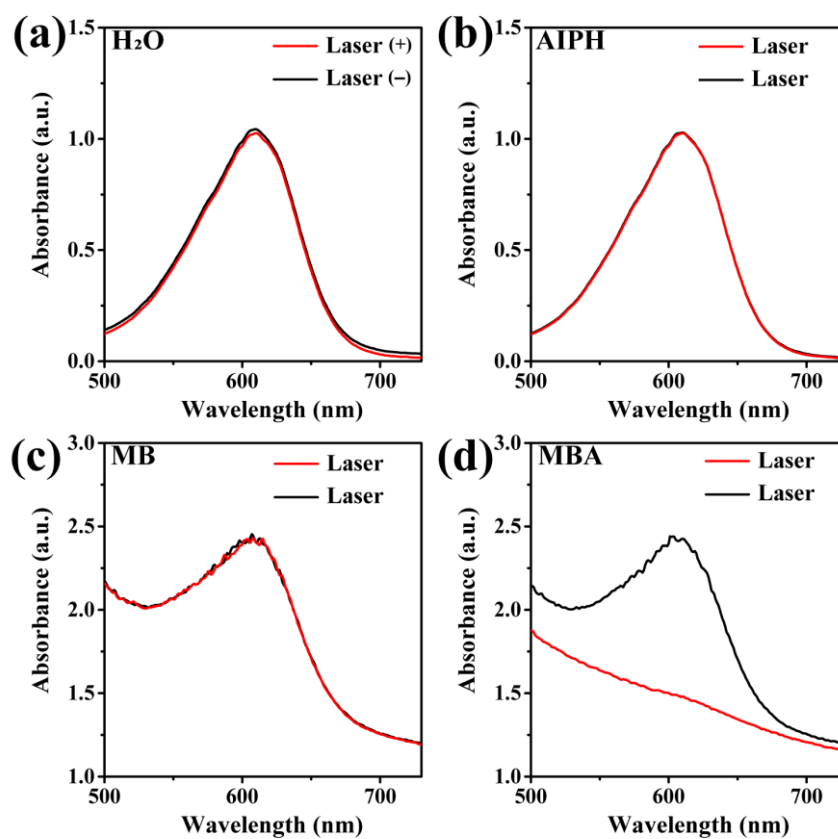 (a) H₂O
Laser (+)
Laser (−)
1.5
1.0
0.5
0.0
Absorbance (a.u.)
500 600 700
Wavelength (nm)
(b) AIPH
Laser
Laser
1.5
1.0
0.5
0.0
Absorbance (a.u.)
500 600 700
Wavelength (nm)
(c) MB
Laser
Laser
3.0
2.5
2.0
1.5
1.0
Absorbance (a.u.)
500 600 700
Wavelength (nm)
(d) MBA
Laser
Laser
3.0
2.5
2.0
1.5
1.0
Absorbance (a.u.)
500 600 700
Wavelength (nm)